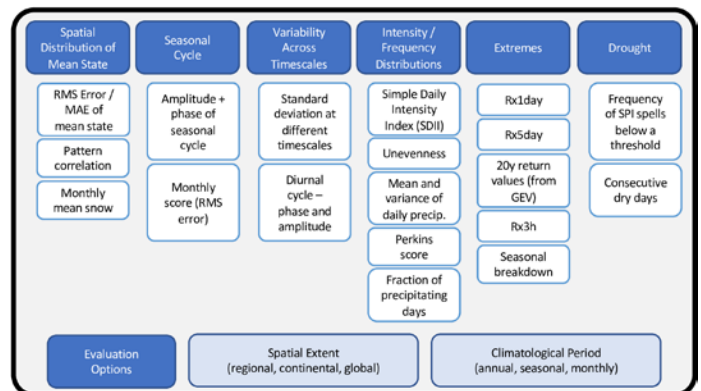 Spatial
Distribution of
Mean State
RMS Error /
MAE of
mean state
Pattern
correlation
Monthly
mean snow
Seasonal
Cycle
Amplitude +
phase of
seasonal
cycle
Monthly
score (RMS
error)
Variability
Across
Timescales
Standard
deviation at
different
timescales
Diurnal
cycle –
phase and
amplitude
Intensity /
Frequency
Distributions
Simple Daily
Intensity
Index (SDII)
Unevenness
Mean and
variance of
daily precip.
Perkins
score
Fraction of
precipitating
days
Extremes
Rx1day
Rx5day
20y return
values (from
GEV)
Rx3h
Seasonal
breakdown
Drought
Frequency
of SPI spells
below a
threshold
Consecutive
dry days
Evaluation
Options
Spatial Extent
(regional, continental, global)
Climatological Period
(annual, seasonal, monthly)